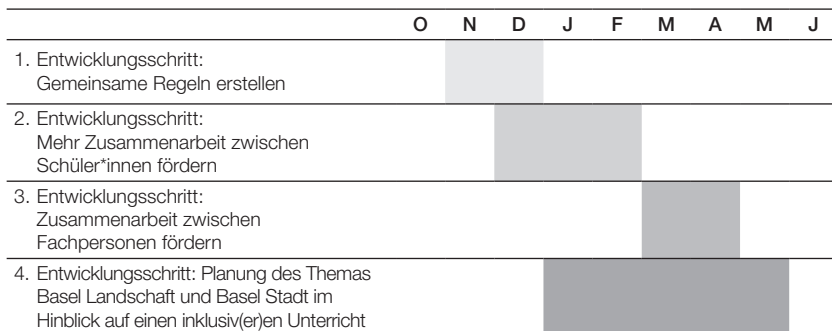 O N D J F M A M J
1. Entwicklungsschritt:
Gemeinsame Regeln erstellen
2. Entwicklungsschritt:
Mehr Zusammenarbeit zwischen
Schüler*innen fördern
3. Entwicklungsschritt:
Zusammenarbeit zwischen
Fachpersonen fördern
4. Entwicklungsschritt: Planung des Themas
Basel Landschaft und Basel Stadt im
Hinblick auf einen inklusiv(er)en Unterricht